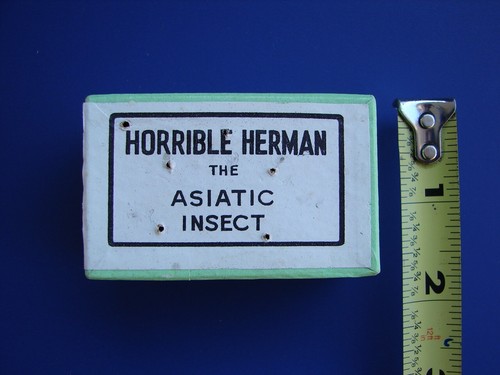 HORRIBLE HERMAN
THE
ASIATIC
INSECT
1
2